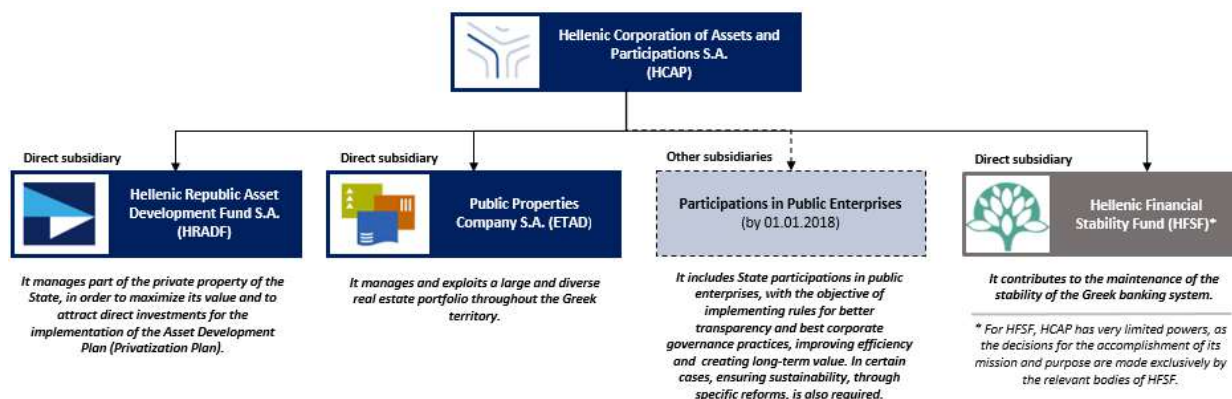 Hellenic Corporation of Assets and
Participations S.A.
(HCAP)
Direct subsidiary
Hellenic Republic Asset
Development Fund S.A.
(HRADF)
It manages part of the private property of the
State, in order to maximize its value and to
attract direct investments for the
implementation of the Asset Development
Plan (Privatization Plan).
Direct subsidiary
Public Properties
Company S.A. (ETAD)
It manages and exploits a large and diverse
real estate portfolio throughout the Greek
territory.
Other subsidiaries
Participations in Public Enterprises
(by 01.01.2018)
It includes State participations in public
enterprises, with the objective of
implementing rules for better
transparency and best corporate
governance practices, improving efficiency
and creating long-term value. In certain
cases, ensuring sustainability, through
specific reforms, is also required.
Direct subsidiary
Hellenic Financial
Stability Fund (HFSF)*
It contributes to the maintenance of the
stability of the Greek banking system.
* For HFSF, HCAP has very limited powers, as
the decisions for the accomplishment of its
mission and purpose are made exclusively by
the relevant bodies of HFSF.